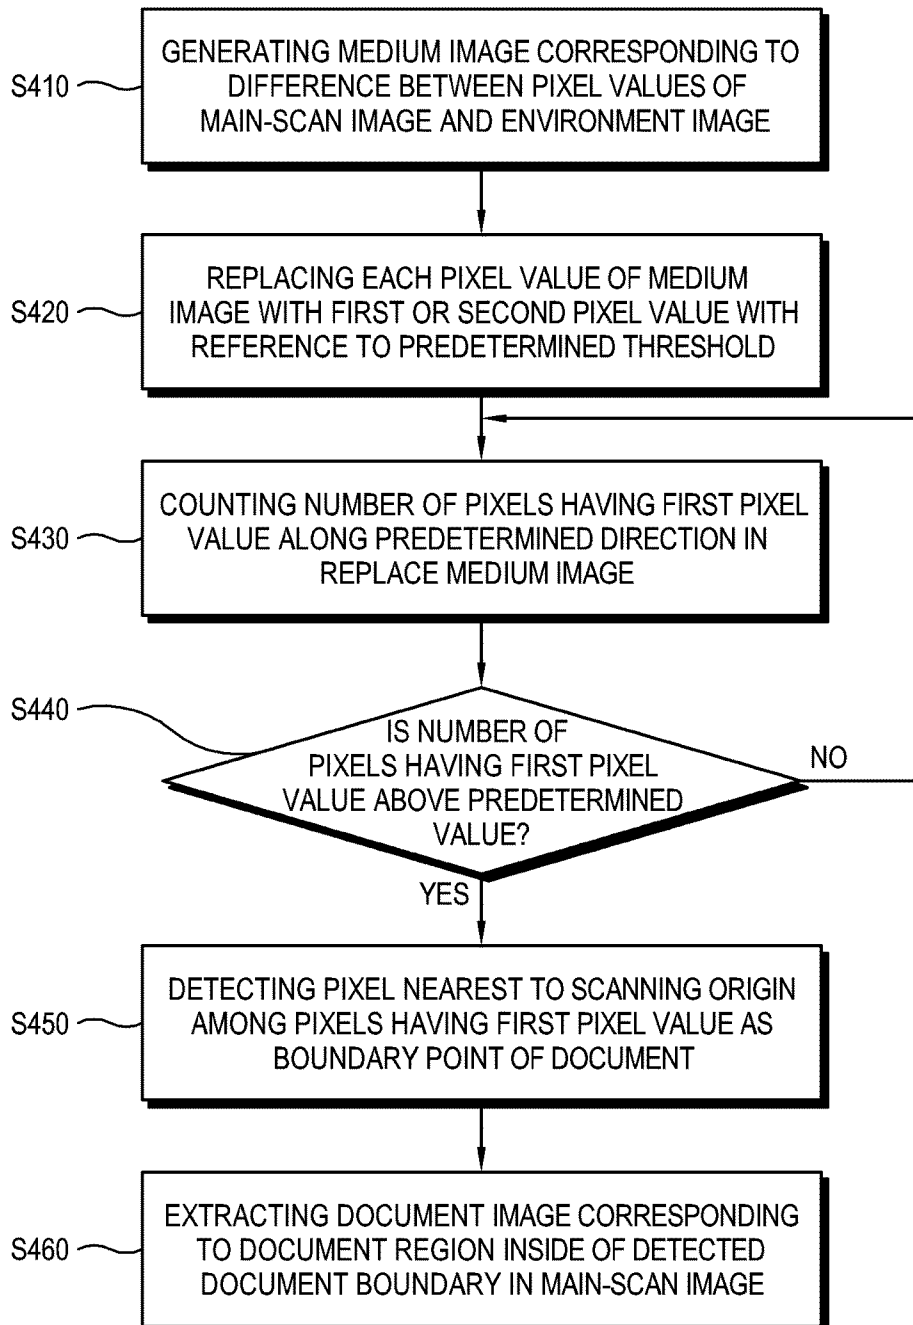 S410
GENERATING MEDIUM IMAGE CORRESPONDING TO
DIFFERENCE BETWEEN PIXEL VALUES OF
MAIN-SCAN IMAGE AND ENVIRONMENT IMAGE
S420
REPLACING EACH PIXEL VALUE OF MEDIUM
IMAGE WITH FIRST OR SECOND PIXEL VALUE WITH
REFERENCE TO PREDETERMINED THRESHOLD
S430
COUNTING NUMBER OF PIXELS HAVING FIRST PIXEL
VALUE ALONG PREDETERMINED DIRECTION IN
REPLACE MEDIUM IMAGE
S440
IS NUMBER OF
PIXELS HAVING FIRST PIXEL
VALUE ABOVE PREDETERMINED
VALUE?
NO
YES
S450
DETECTING PIXEL NEAREST TO SCANNING ORIGIN
AMONG PIXELS HAVING FIRST PIXEL VALUE AS
BOUNDARY POINT OF DOCUMENT
S460
EXTRACTING DOCUMENT IMAGE CORRESPONDING
TO DOCUMENT REGION INSIDE OF DETECTED
DOCUMENT BOUNDARY IN MAIN-SCAN IMAGE